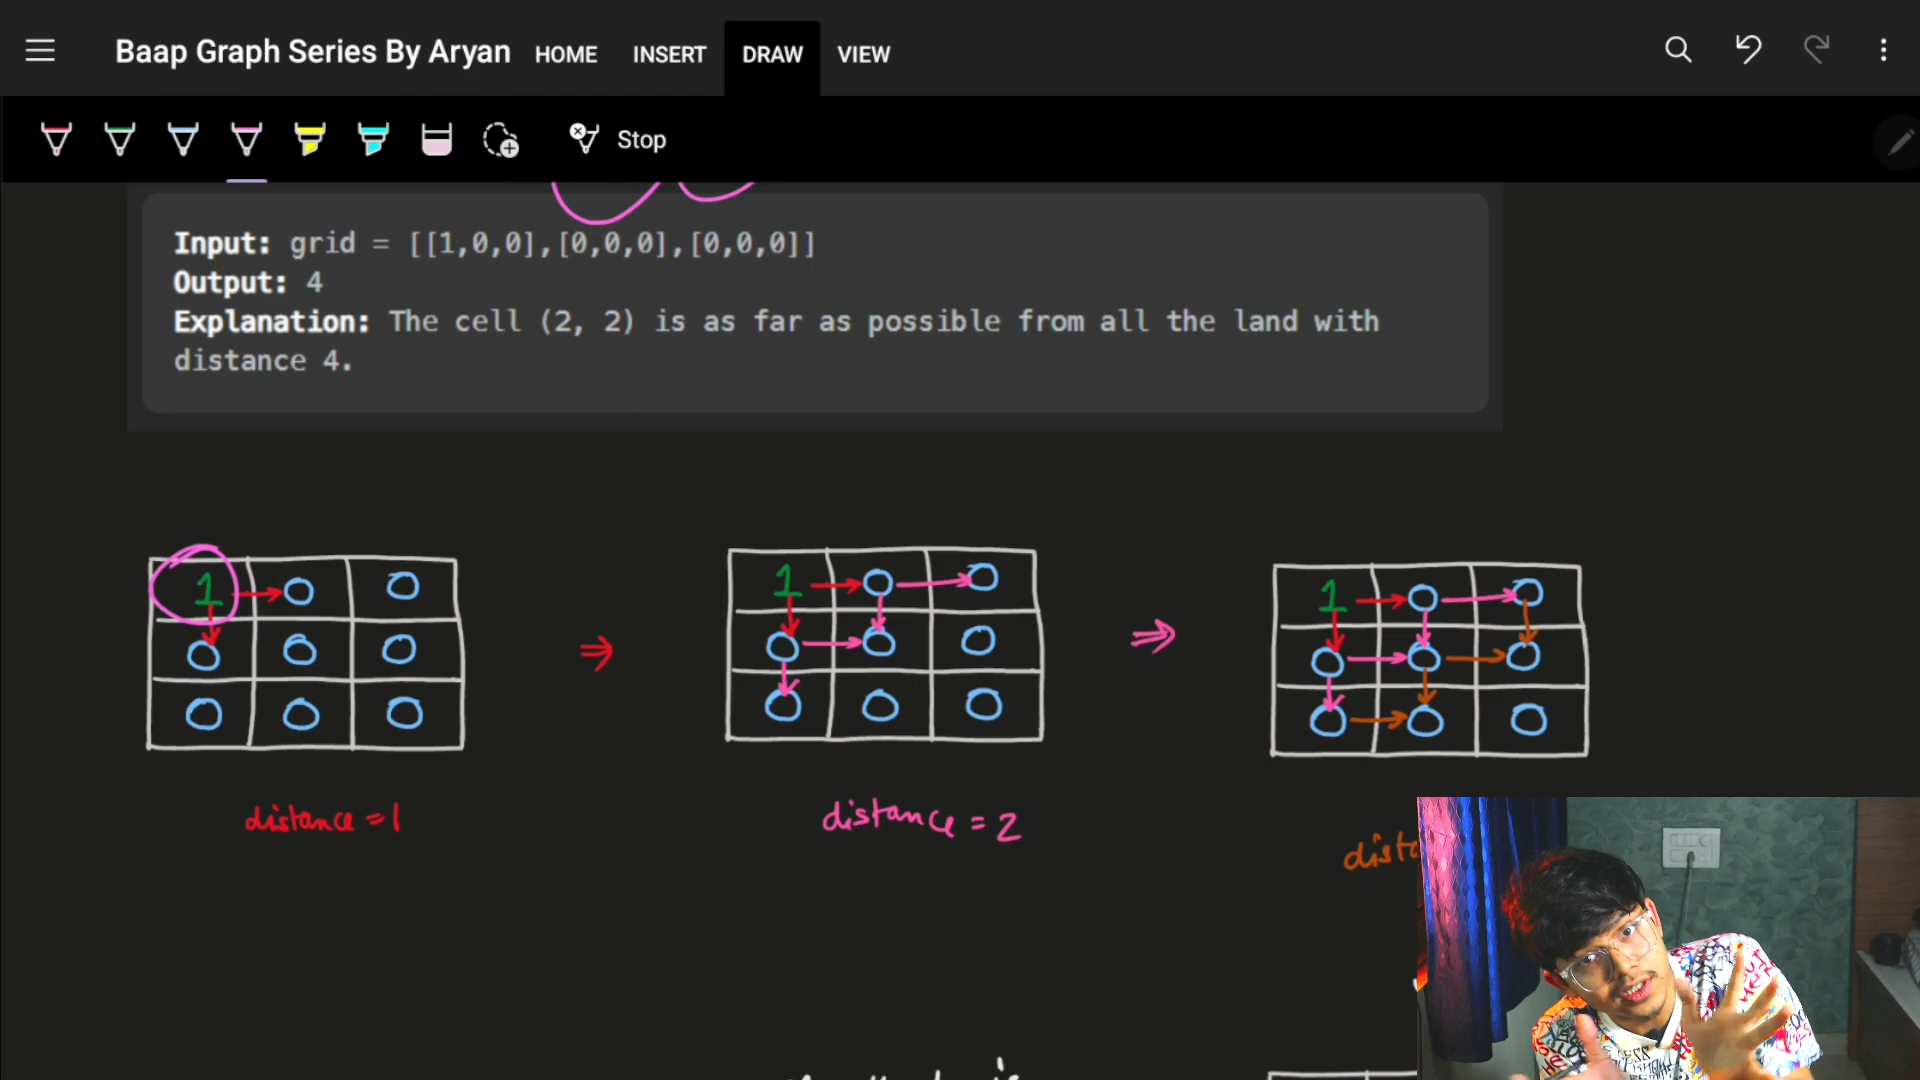 Baap Graph Series By Aryan HOME INSERT DRAW VIEW
Stop
Input: grid = [[1,0,0],[0,0,0],[0,0,0]]
Output: 4
Explanation: The cell (2, 2) is as far as possible from all the land with
distance 4.
1 0 0
0 0 0
0 0 0
⇒
1 0 0
0 0 0
0 0 0
⇒
1 0 0
0 0 0
0 0 0
distance = 1
distance = 2